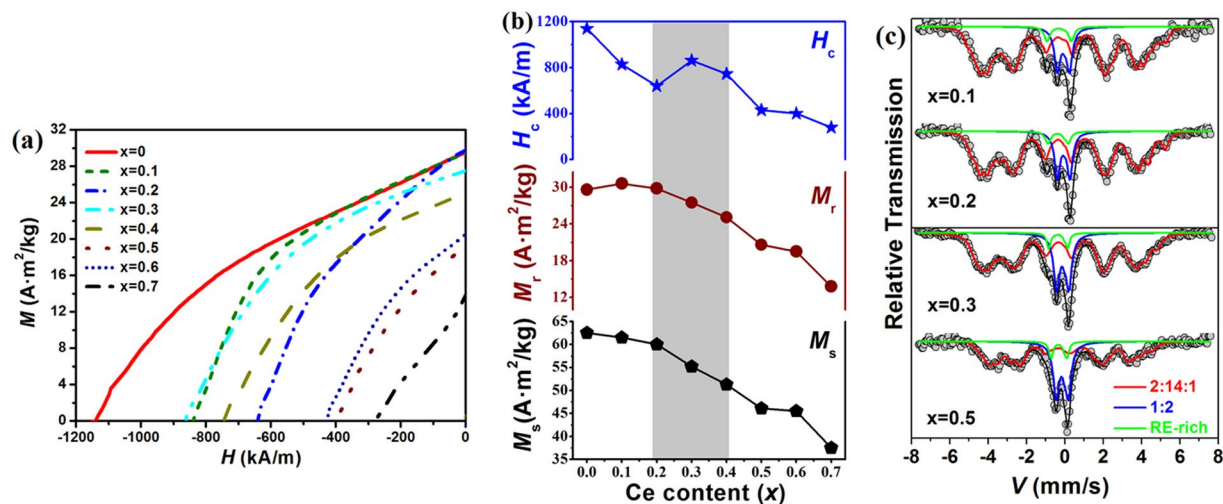 (a)
M (A·m²/kg)
32
28
24
20
16
12
8
4
0
x=0
x=0.1
x=0.2
x=0.3
x=0.4
x=0.5
x=0.6
x=0.7
-1200 -1000 -800 -600 -400 -200 0
H (kA/m)
(b)
Hc (kA/m)
1200
800
400
0
Hc
Mr (A·m²/kg)
30
24
18
12
Mr
Ms (A·m²/kg)
65
60
55
50
45
40
35
Ms
0.0 0.1 0.2 0.3 0.4 0.5 0.6 0.7
Ce content (x)
(c)
Relative Transmission
x=0.1
x=0.2
x=0.3
x=0.5
2:14:1
1:2
RE-rich
-8 -6 -4 -2 0 2 4 6 8
V (mm/s)